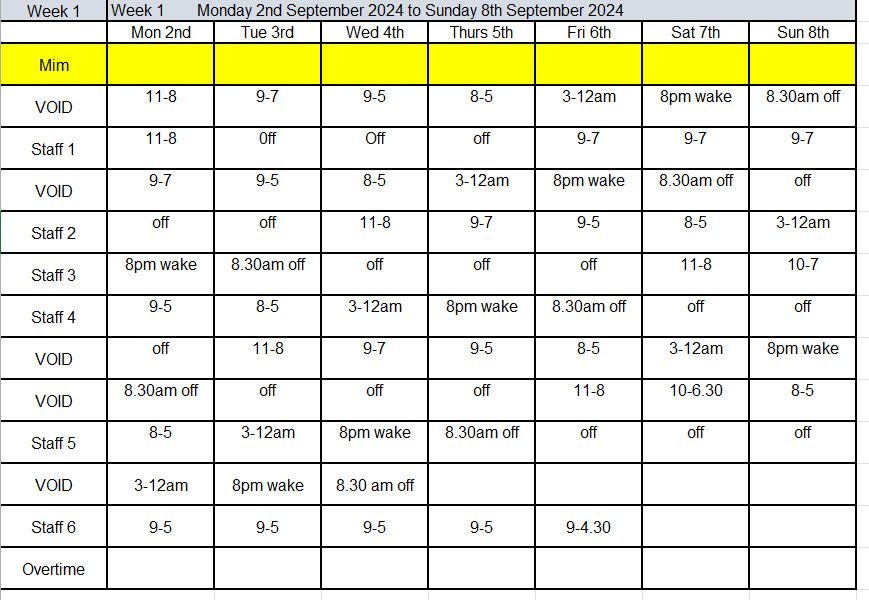 Week 1 Week 1 Monday 2nd September 2024 to Sunday 8th September 2024
Mon 2nd Tue 3rd Wed 4th Thurs 5th Fri 6th Sat 7th Sun 8th
Mim
VOID 11-8 9-7 9-5 8-5 3-12am 8pm wake 8.30am off
Staff 1 11-8 0ff Off off 9-7 9-7 9-7
VOID 9-7 9-5 8-5 3-12am 8pm wake 8.30am off off
Staff 2 off off 11-8 9-7 9-5 8-5 3-12am
Staff 3 8pm wake 8.30am off off off off 11-8 10-7
Staff 4 9-5 8-5 3-12am 8pm wake 8.30am off off off
VOID off 11-8 9-7 9-5 8-5 3-12am 8pm wake
VOID 8.30am off off off off 11-8 10-6.30 8-5
Staff 5 8-5 3-12am 8pm wake 8.30am off off off off
VOID 3-12am 8pm wake 8.30 am off
Staff 6 9-5 9-5 9-5 9-5 9-4.30
Overtime